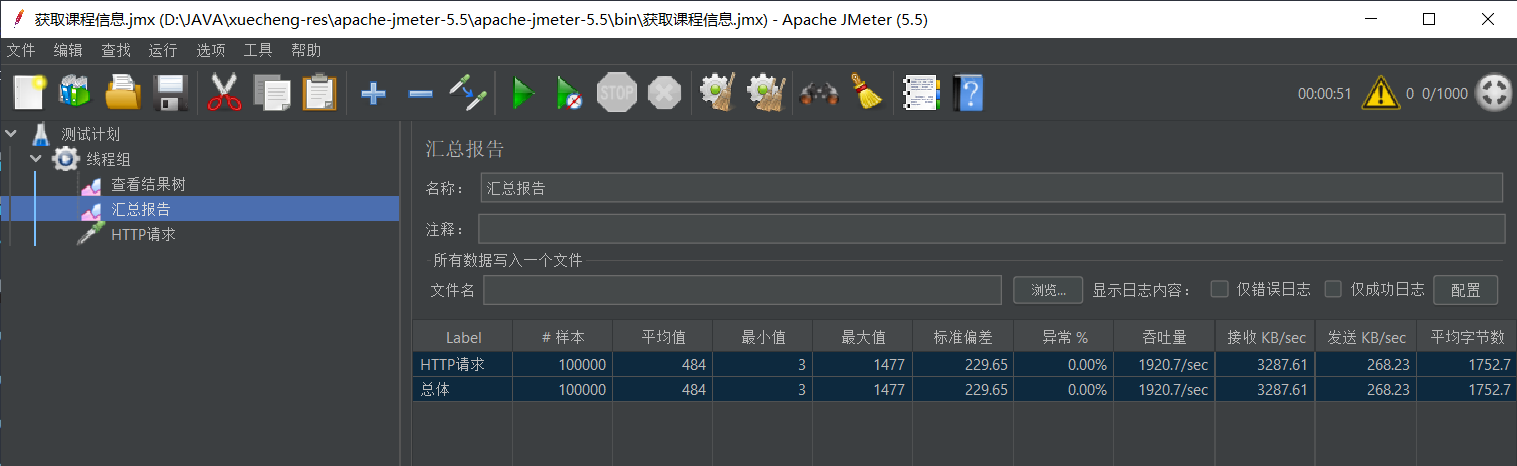 获取课程信息.jmx (D:\JAVA\xuecheng-res\apache-jmeter-5.5\apache-jmeter-5.5\bin\获取课程信息.jmx) - Apache JMeter (5.5)
文件 编辑 查找 运行 选项 工具 帮助
STOP 00:00:51 0 0/1000
测试计划
线程组
查看结果树
汇总报告
HTTP请求
汇总报告
名称： 汇总报告
注释：
所有数据写入一个文件
文件名 浏览... 显示日志内容： 仅错误日志 仅成功日志 配置
Label # 样本 平均值 最小值 最大值 标准偏差 异常 % 吞吐量 接收 KB/sec 发送 KB/sec 平均字节数
HTTP请求 100000 484 3 1477 229.65 0.00% 1920.7/sec 3287.61 268.23 1752.7
总体 100000 484 3 1477 229.65 0.00% 1920.7/sec 3287.61 268.23 1752.7